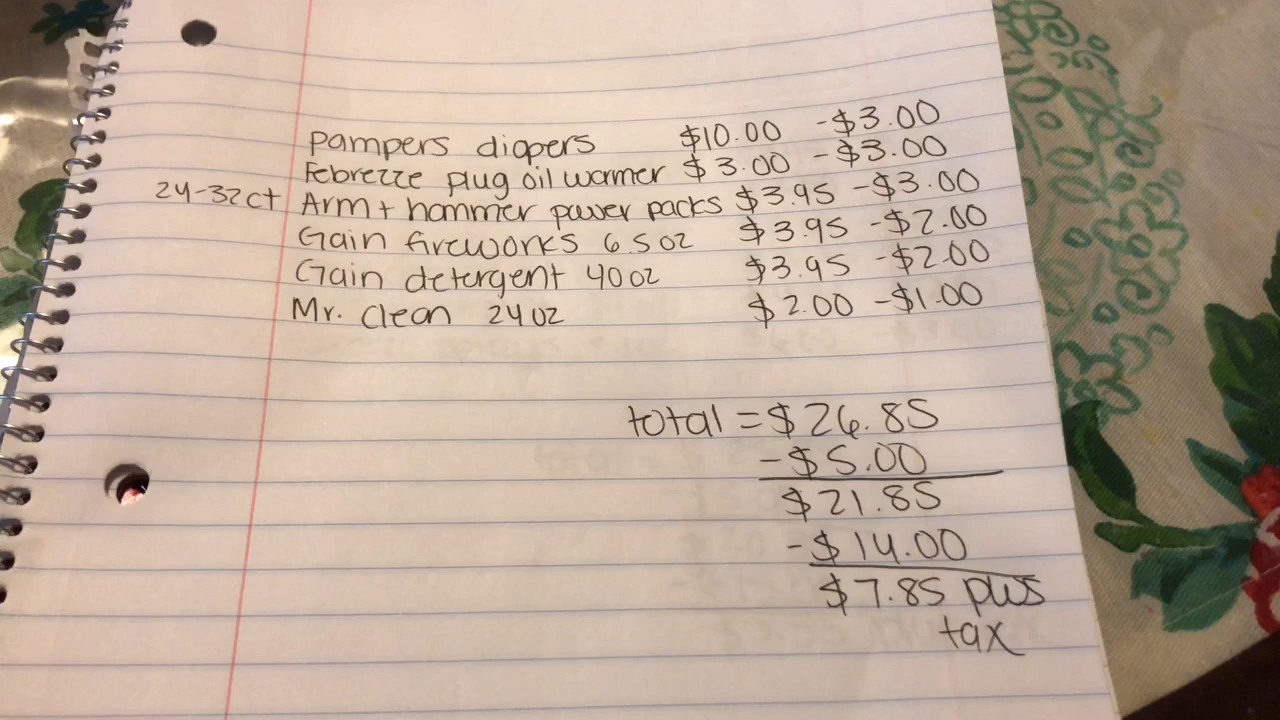 pampers diapers $10.00 -$3.00
Febrezze plug oil warmer $3.00 -$3.00
24-32ct Arm + hammer power packs $3.95 -$3.00
Gain fireworks 6.5oz $3.95 -$2.00
Gain detergent 40oz $3.95 -$2.00
Mr. Clean 24oz $2.00 -$1.00
total = $26.85
-$5.00
$21.85
-$14.00
$7.85 plus
tax